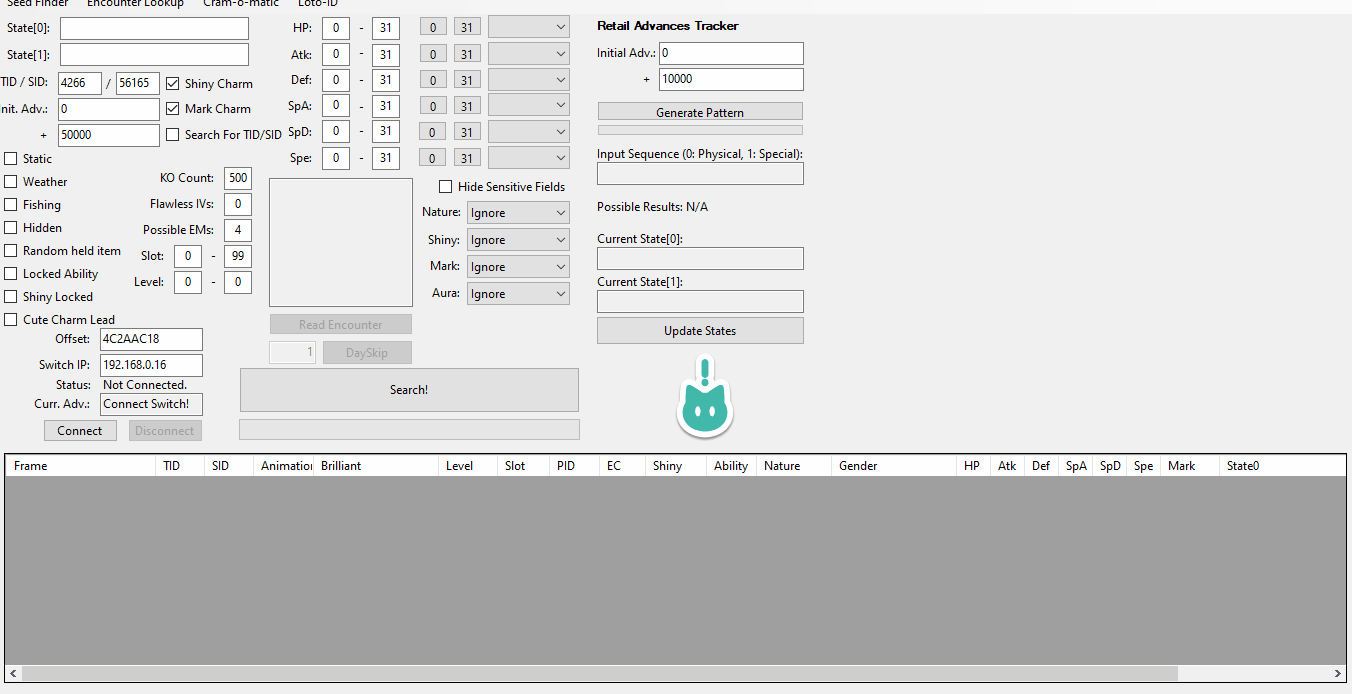 Seed Finder Encounter Lookup Cram-o-matic Loto-ID
State[0]:
State[1]:
TID / SID: 4266 / 56165 Shiny Charm
Init. Adv.: 0 Mark Charm
+ 50000 Search For TID/SID
Static
Weather
Fishing
Hidden
Random held item
Locked Ability
Shiny Locked
Cute Charm Lead
KO Count: 500
Flawless IVs: 0
Possible EMs: 4
Slot: 0 - 99
Level: 0 - 0
Offset: 4C2AAC18
Switch IP: 192.168.0.16
Status: Not Connected.
Curr. Adv.: Connect Switch!
Connect Disconnect
HP: 0 - 31 0 31
Atk: 0 - 31 0 31
Def: 0 - 31 0 31
SpA: 0 - 31 0 31
SpD: 0 - 31 0 31
Spe: 0 - 31 0 31
Hide Sensitive Fields
Nature: Ignore
Shiny: Ignore
Mark: Ignore
Aura: Ignore
Read Encounter
1 DaySkip
Search!
Retail Advances Tracker
Initial Adv.: 0
+ 10000
Generate Pattern
Input Sequence (0: Physical, 1: Special):
Possible Results: N/A
Current State[0]:
Current State[1]:
Update States
Frame TID SID Animation Brilliant Level Slot PID EC Shiny Ability Nature Gender HP Atk Def SpA SpD Spe Mark State0